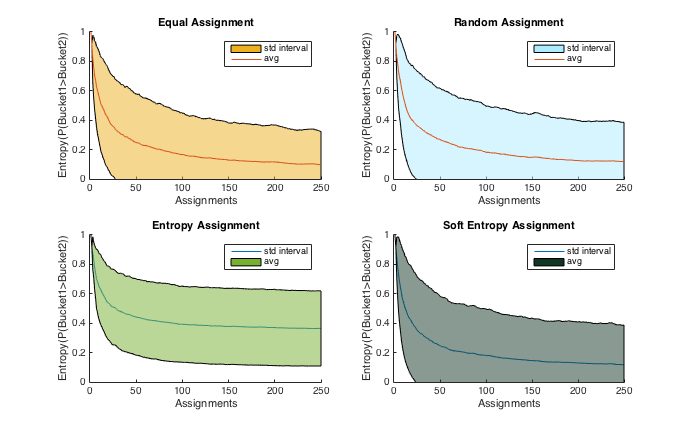 Equal Assignment
Entropy(P(Bucket1>Bucket2))
1
0.8
0.6
0.4
0.2
0
0 50 100 150 200 250
Assignments
std interval
avg
Random Assignment
Entropy(P(Bucket1>Bucket2))
1
0.8
0.6
0.4
0.2
0
0 50 100 150 200 250
Assignments
std interval
avg
Entropy Assignment
Entropy(P(Bucket1>Bucket2))
1
0.8
0.6
0.4
0.2
0
0 50 100 150 200 250
Assignments
std interval
avg
Soft Entropy Assignment
Entropy(P(Bucket1>Bucket2))
1
0.8
0.6
0.4
0.2
0
0 50 100 150 200 250
Assignments
std interval
avg